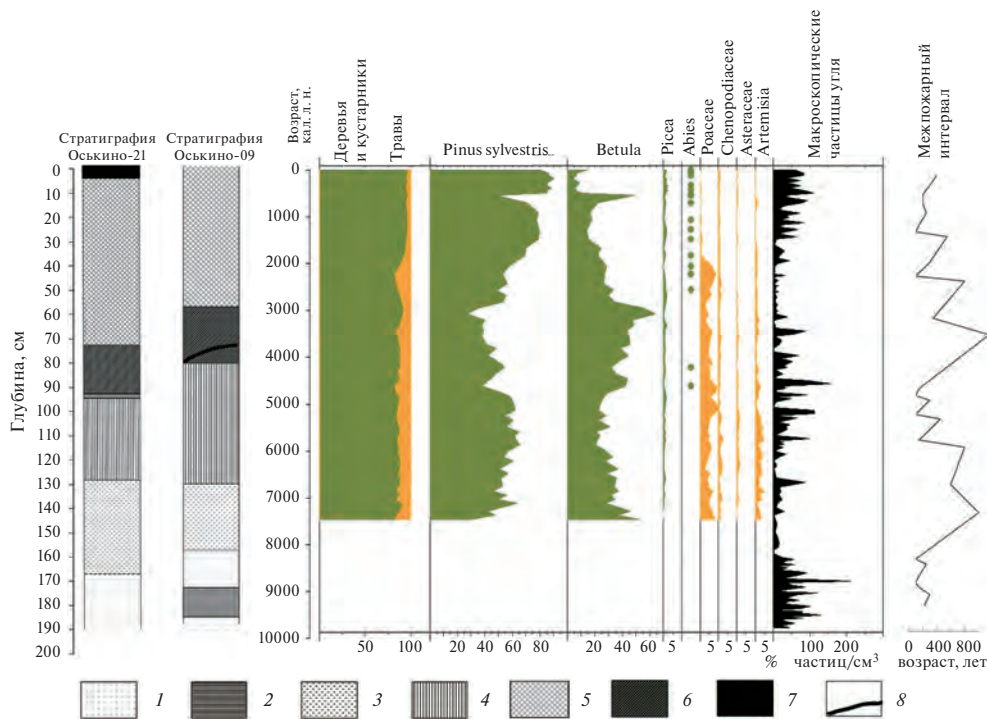 Стратиграфия
Оськино-21
Стратиграфия
Оськино-09
Возраст,
кал. л. н.
Деревья
и кустарники
Травы
Pinus sylvestris
Betula
Picea
Abies
Poaceae
Chenopodiaceae
Asteraceae
Artemisia
Макроскопические
частицы угля
Межпожарный
интервал
Глубина, см
0
10
20
30
40
50
60
70
80
90
100
110
120
130
140
150
160
170
180
190
200
0
1000
2000
3000
4000
5000
6000
7000
8000
9000
10000
50 100 20 40 60 80 20 40 60 5 5 5 5 5 100 200 0 400 800
% частиц/см³ возраст, лет
1 2 3 4 5 6 7 8